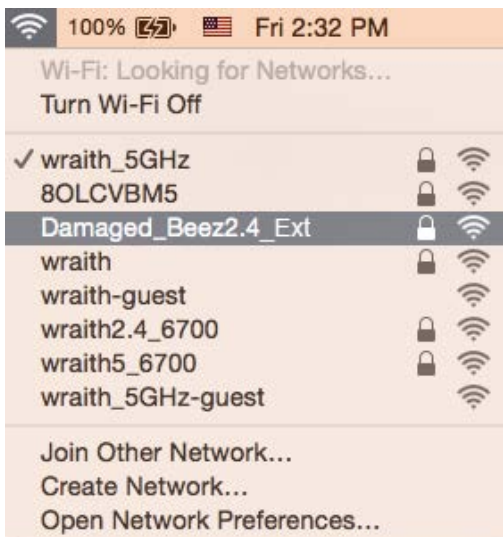 100% Fri 2:32 PM
Wi-Fi: Looking for Networks...
Turn Wi-Fi Off
✓ wraith_5GHz
8OLCVBM5
Damaged_Beez2.4_Ext
wraith
wraith-guest
wraith2.4_6700
wraith5_6700
wraith_5GHz-guest
Join Other Network...
Create Network...
Open Network Preferences...